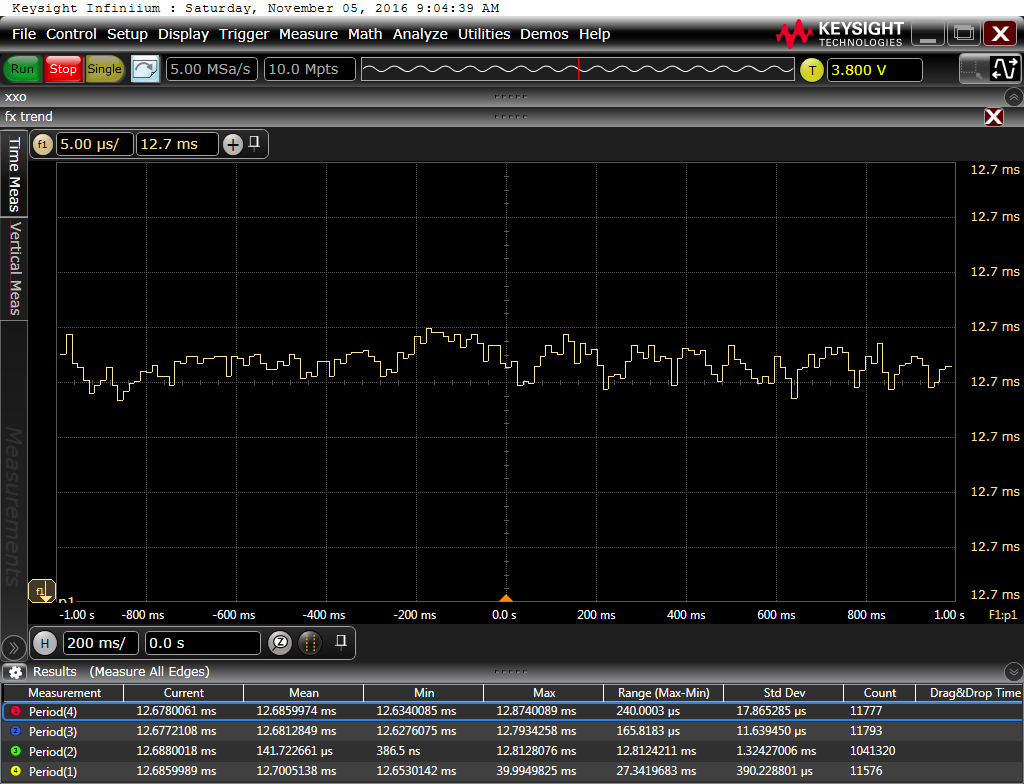 Keysight Infiniium : Saturday, November 05, 2016 9:04:39 AM
File Control Setup Display Trigger Measure Math Analyze Utilities Demos Help
KEYSIGHT
TECHNOLOGIES
Run Stop Single 5.00 MSa/s 10.0 Mpts T 3.800 V
xxo
fx trend
f1 5.00 µs/ 12.7 ms
Time Meas
Vertical Meas
Measurements
12.7 ms
12.7 ms
12.7 ms
12.7 ms
12.7 ms
12.7 ms
12.7 ms
12.7 ms
12.7 ms
f1
p1
-1.00 s -800 ms -600 ms -400 ms -200 ms 0.0 s 200 ms 400 ms 600 ms 800 ms 1.00 s F1:p1
H 200 ms/ 0.0 s
Results (Measure All Edges)
Measurement Current Mean Min Max Range (Max-Min) Std Dev Count Drag&Drop Time
1 Period(4) 12.6780061 ms 12.6859974 ms 12.6340085 ms 12.8740089 ms 240.0003 µs 17.865285 µs 11777
2 Period(3) 12.6772108 ms 12.6812849 ms 12.6276075 ms 12.7934258 ms 165.8183 µs 11.639450 µs 11793
3 Period(2) 12.6880018 ms 141.722661 µs 386.5 ns 12.8128076 ms 12.8124211 ms 1.32427006 ms 1041320
4 Period(1) 12.6859989 ms 12.7005138 ms 12.6530142 ms 39.9949825 ms 27.3419683 ms 390.228801 µs 11576